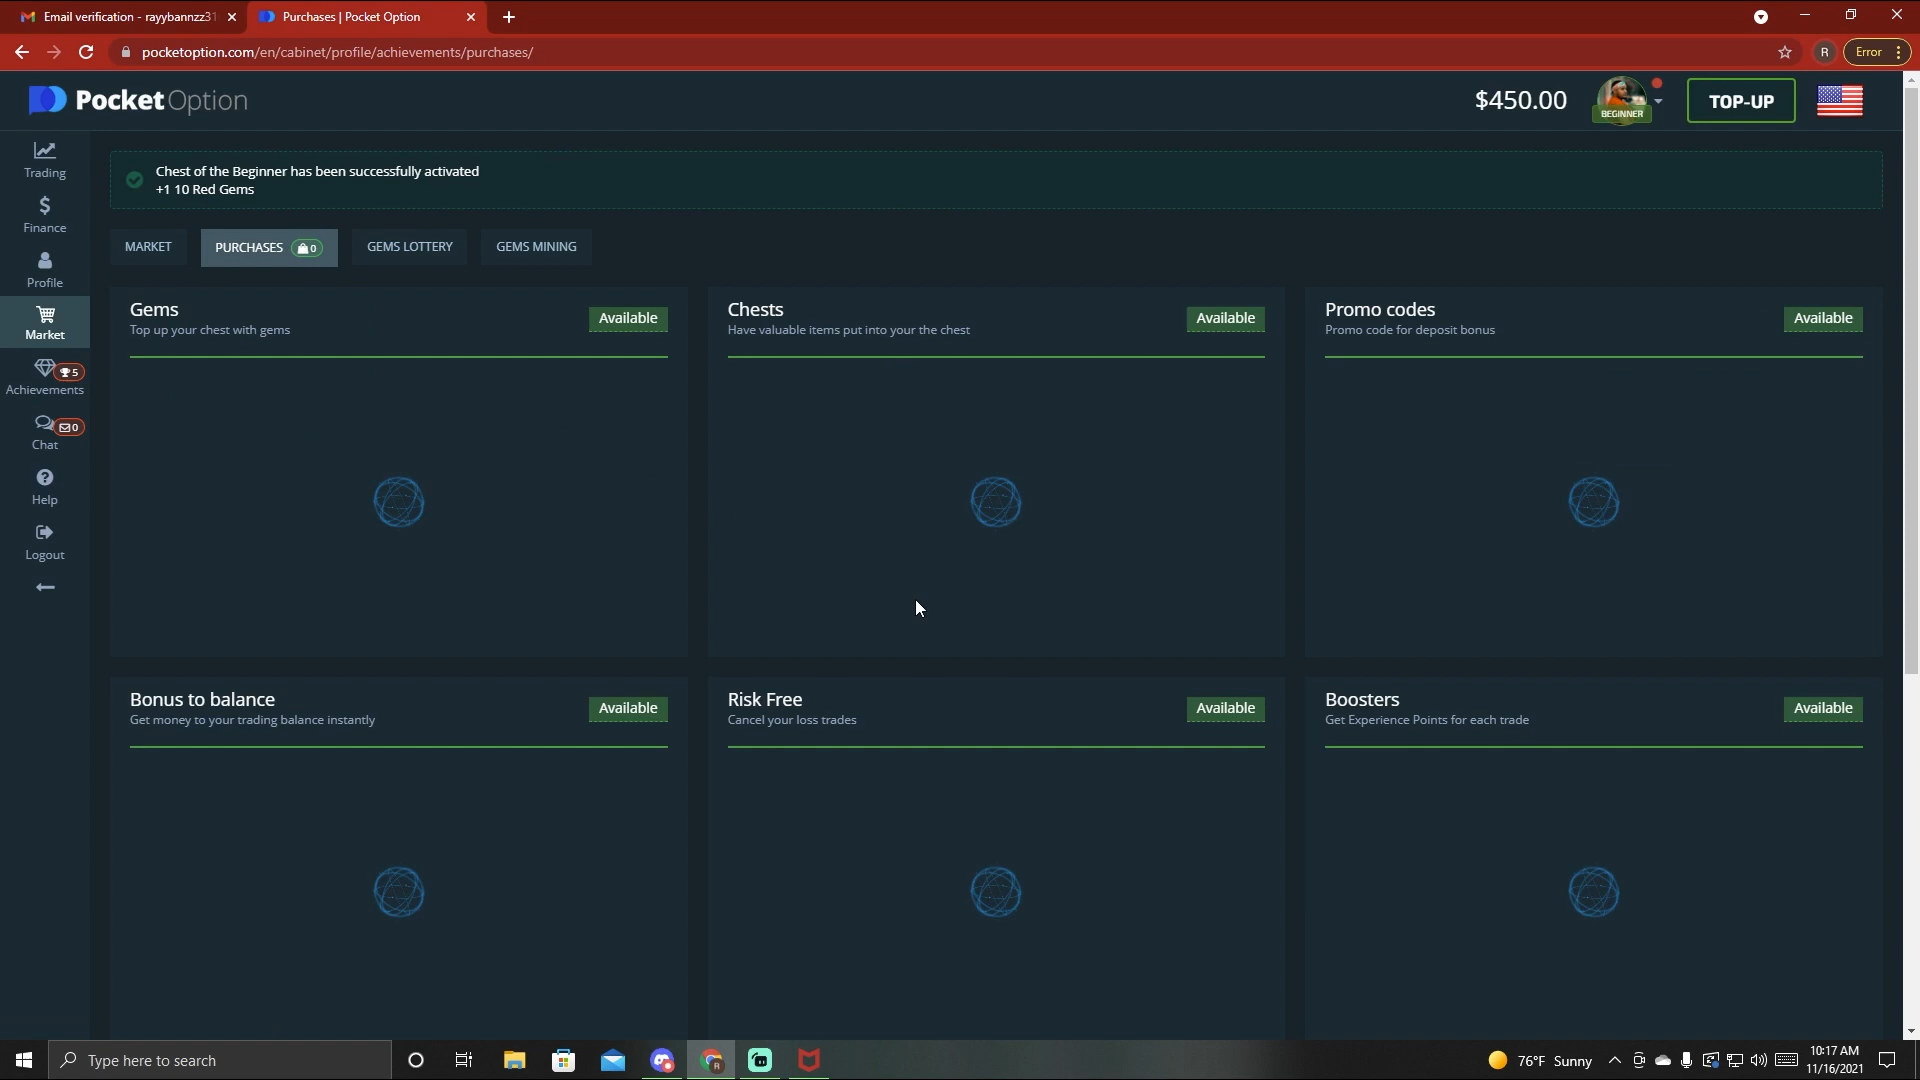 Email verification - rayybannzz31
Purchases | Pocket Option
pocketoption.com/en/cabinet/profile/achievements/purchases/
R
Error
PocketOption
$450.00
BEGINNER
TOP-UP
Trading
Finance
Profile
Market
5
Achievements
0
Chat
Help
Logout
Chest of the Beginner has been successfully activated
+1 10 Red Gems
MARKET
PURCHASES 0
GEMS LOTTERY
GEMS MINING
Gems
Top up your chest with gems
Available
Chests
Have valuable items put into your the chest
Available
Promo codes
Promo code for deposit bonus
Available
Bonus to balance
Get money to your trading balance instantly
Available
Risk Free
Cancel your loss trades
Available
Boosters
Get Experience Points for each trade
Available
Type here to search
76°F Sunny
10:17 AM
11/16/2021